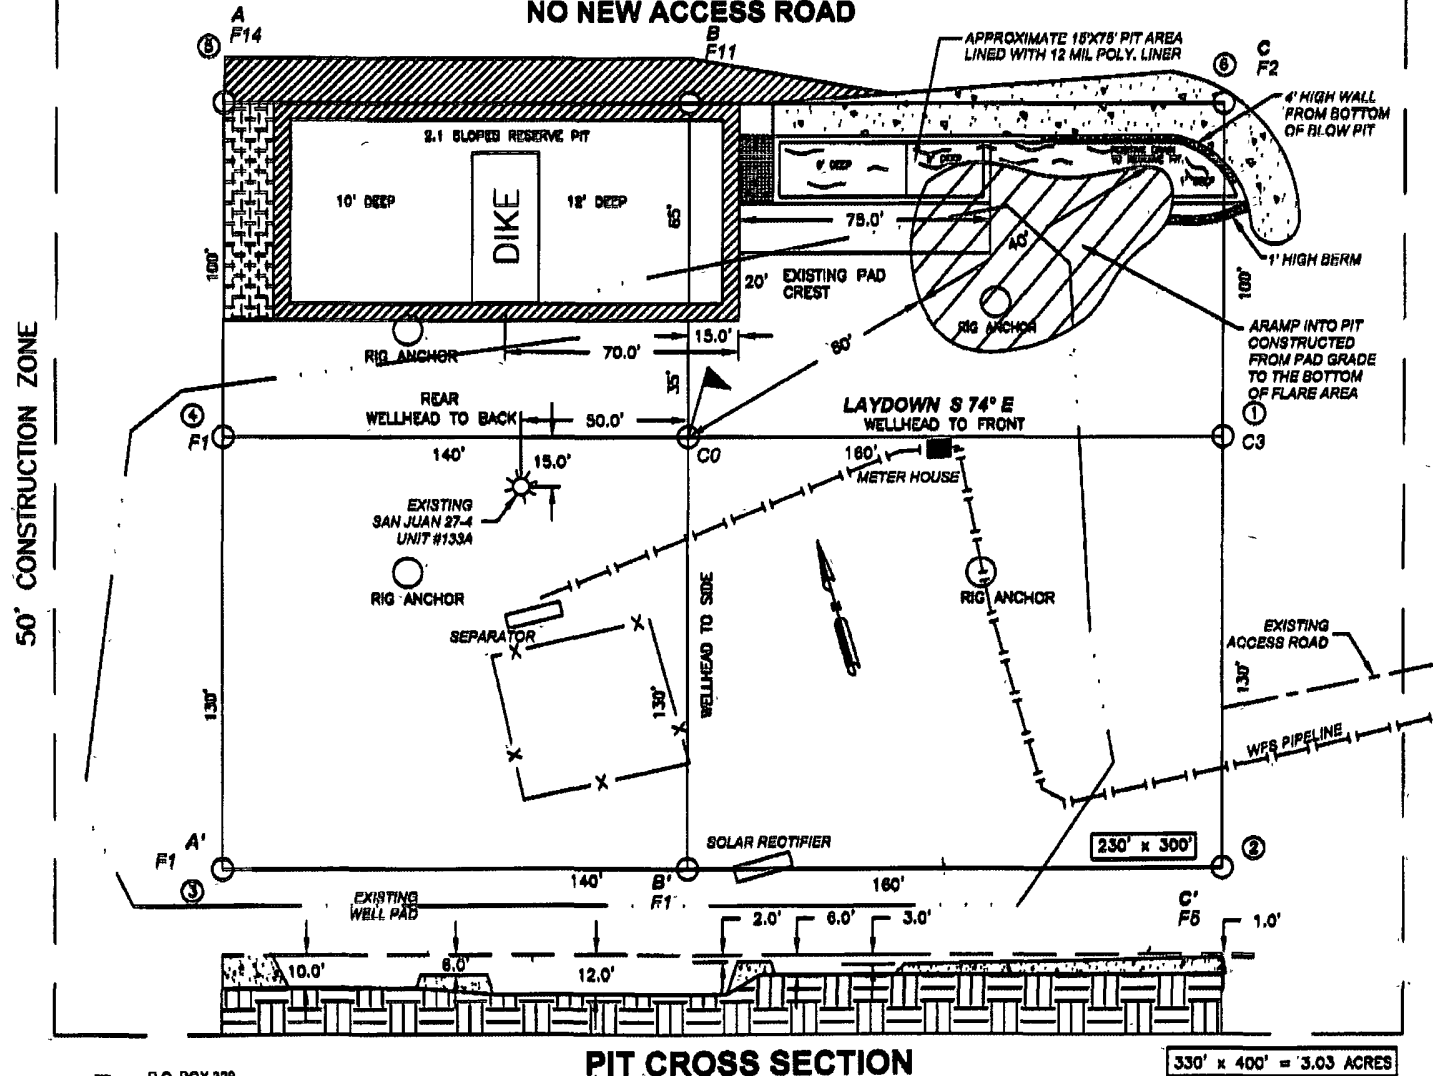 NO NEW ACCESS ROAD
A
F14
5
B
F11
APPROXIMATE 15'X75' PIT AREA
LINED WITH 12 MIL POLY. LINER
6
C
F2
4' HIGH WALL
FROM BOTTOM
OF BLOW PIT
2.1 SLOPED RESERVE PIT
10' DEEP
DIKE
12' DEEP
65'
100'
75.0'
40'
1' HIGH BERM
20'
EXISTING PAD
CREST
100'
RIG ANCHOR
RIG ANCHOR
15.0'
70.0'
60'
35'
ARAMP INTO PIT
CONSTRUCTED
FROM PAD GRADE
TO THE BOTTOM
OF FLARE AREA
50' CONSTRUCTION ZONE
REAR
WELLHEAD TO BACK
50.0'
LAYDOWN S 74° E
WELLHEAD TO FRONT
4
F1
1
C3
C0
140'
15.0'
160'
METER HOUSE
EXISTING
SAN JUAN 27-4
UNIT #133A
RIG ANCHOR
RIG ANCHOR
SEPARATOR
WELLHEAD TO SIDE
EXISTING
ACCESS ROAD
130'
130'
130'
WFS PIPELINE
A'
F1
3
SOLAR RECTIFIER
230' x 300'
2
140'
B'
F1
160'
EXISTING
WELL PAD
C'
F5
2.0'
6.0'
3.0'
1.0'
10.0'
12.0'
PIT CROSS SECTION
330' x 400' = 3.03 ACRES